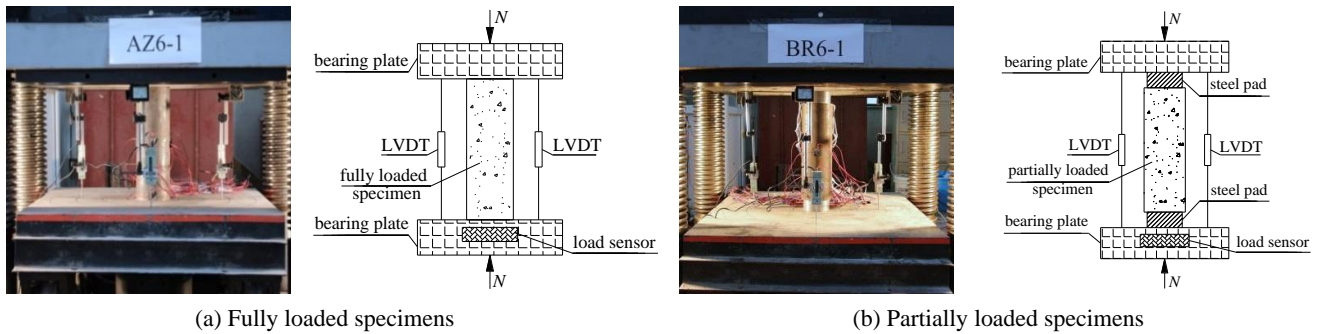 AZ6-1
N
bearing plate
LVDT
LVDT
fully loaded
specimen
bearing plate
load sensor
N
(a) Fully loaded specimens
BR6-1
N
bearing plate
steel pad
LVDT
LVDT
partially loaded
specimen
steel pad
bearing plate
load sensor
N
(b) Partially loaded specimens